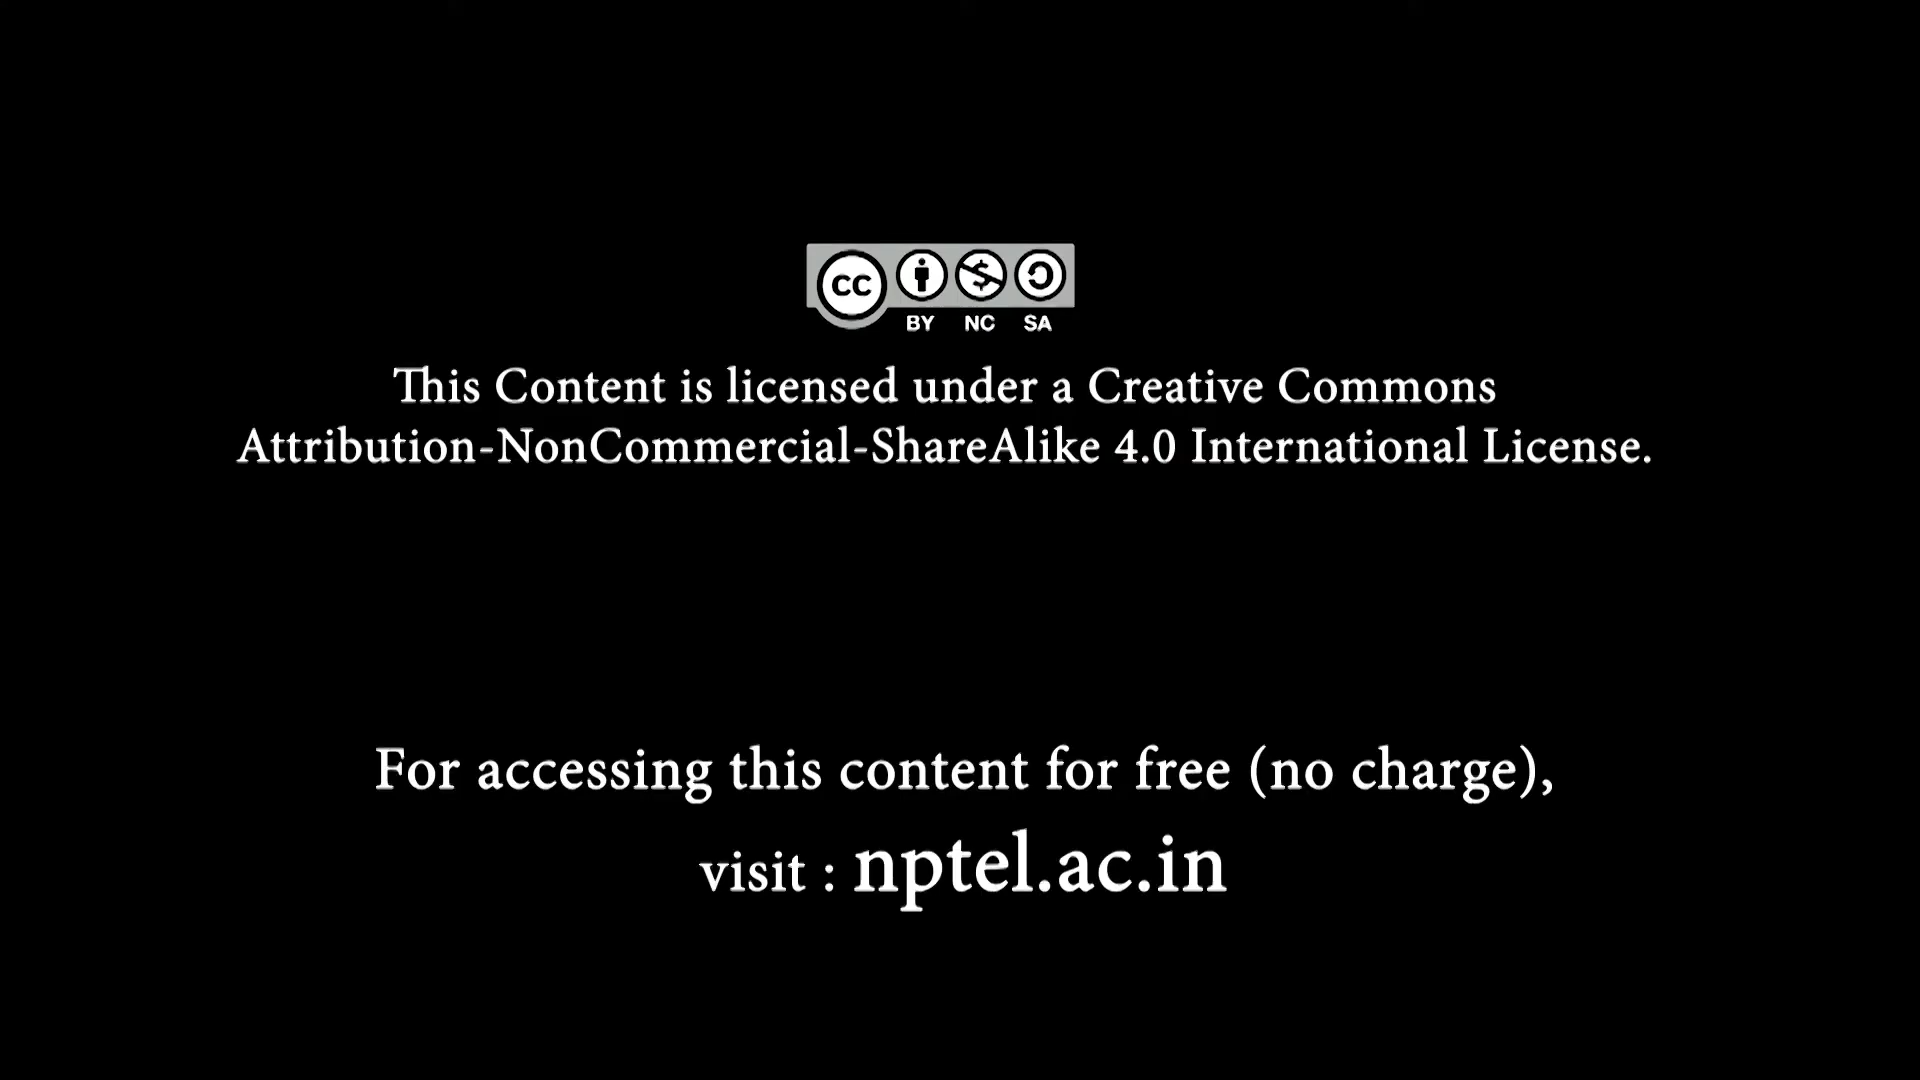 cc
BY NC SA
This Content is licensed under a Creative Commons
Attribution-NonCommercial-ShareAlike 4.0 International License.
For accessing this content for free (no charge),
visit : nptel.ac.in